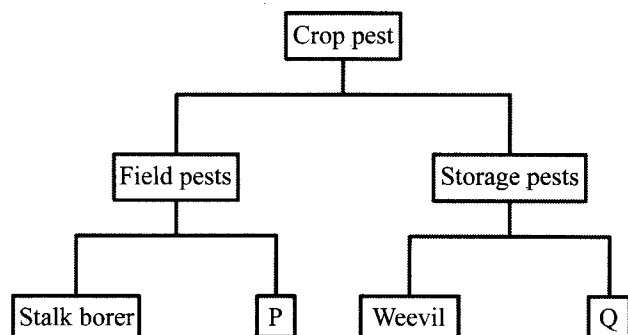 Crop pest
Field pests
Storage pests
Stalk borer
P
Weevil
Q